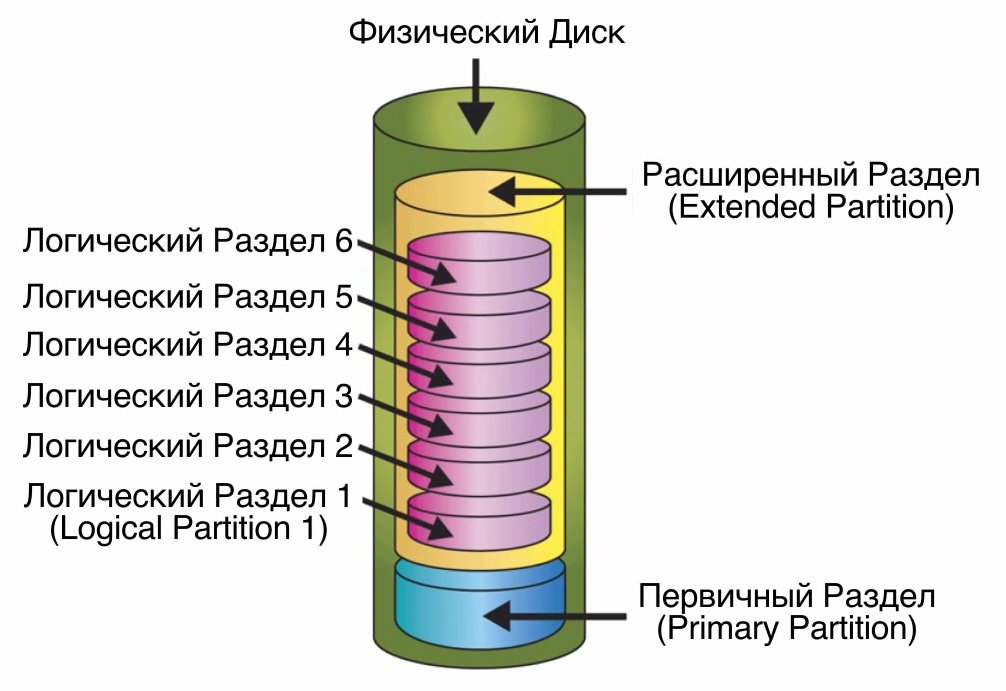 Физический Диск
Расширенный Раздел
(Extended Partition)
Логический Раздел 6
Логический Раздел 5
Логический Раздел 4
Логический Раздел 3
Логический Раздел 2
Логический Раздел 1
(Logical Partition 1)
Первичный Раздел
(Primary Partition)